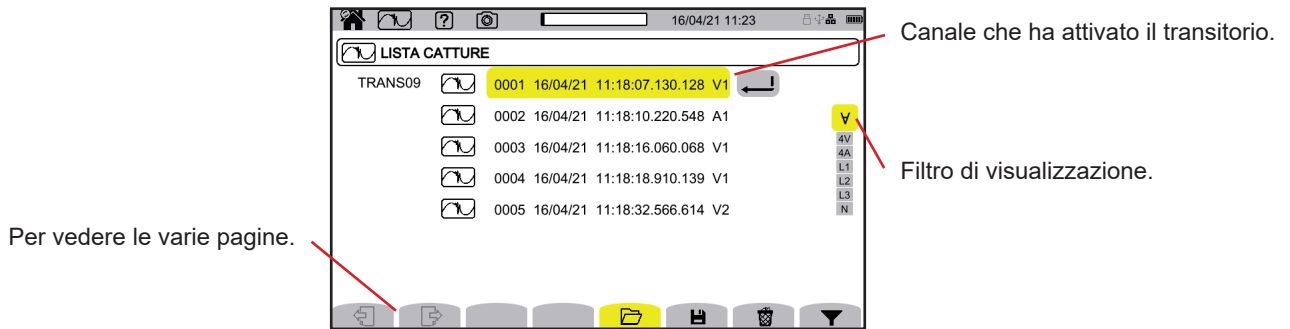 16/04/21 11:23
LISTA CATTURE
Canale che ha attivato il transitorio.
TRANS09 0001 16/04/21 11:18:07.130.128 V1
0002 16/04/21 11:18:10.220.548 A1
0003 16/04/21 11:18:16.060.068 V1
0004 16/04/21 11:18:18.910.139 V1
0005 16/04/21 11:18:32.566.614 V2
∀
4V
4A
L1
L2
L3
N
Filtro di visualizzazione.
Per vedere le varie pagine.